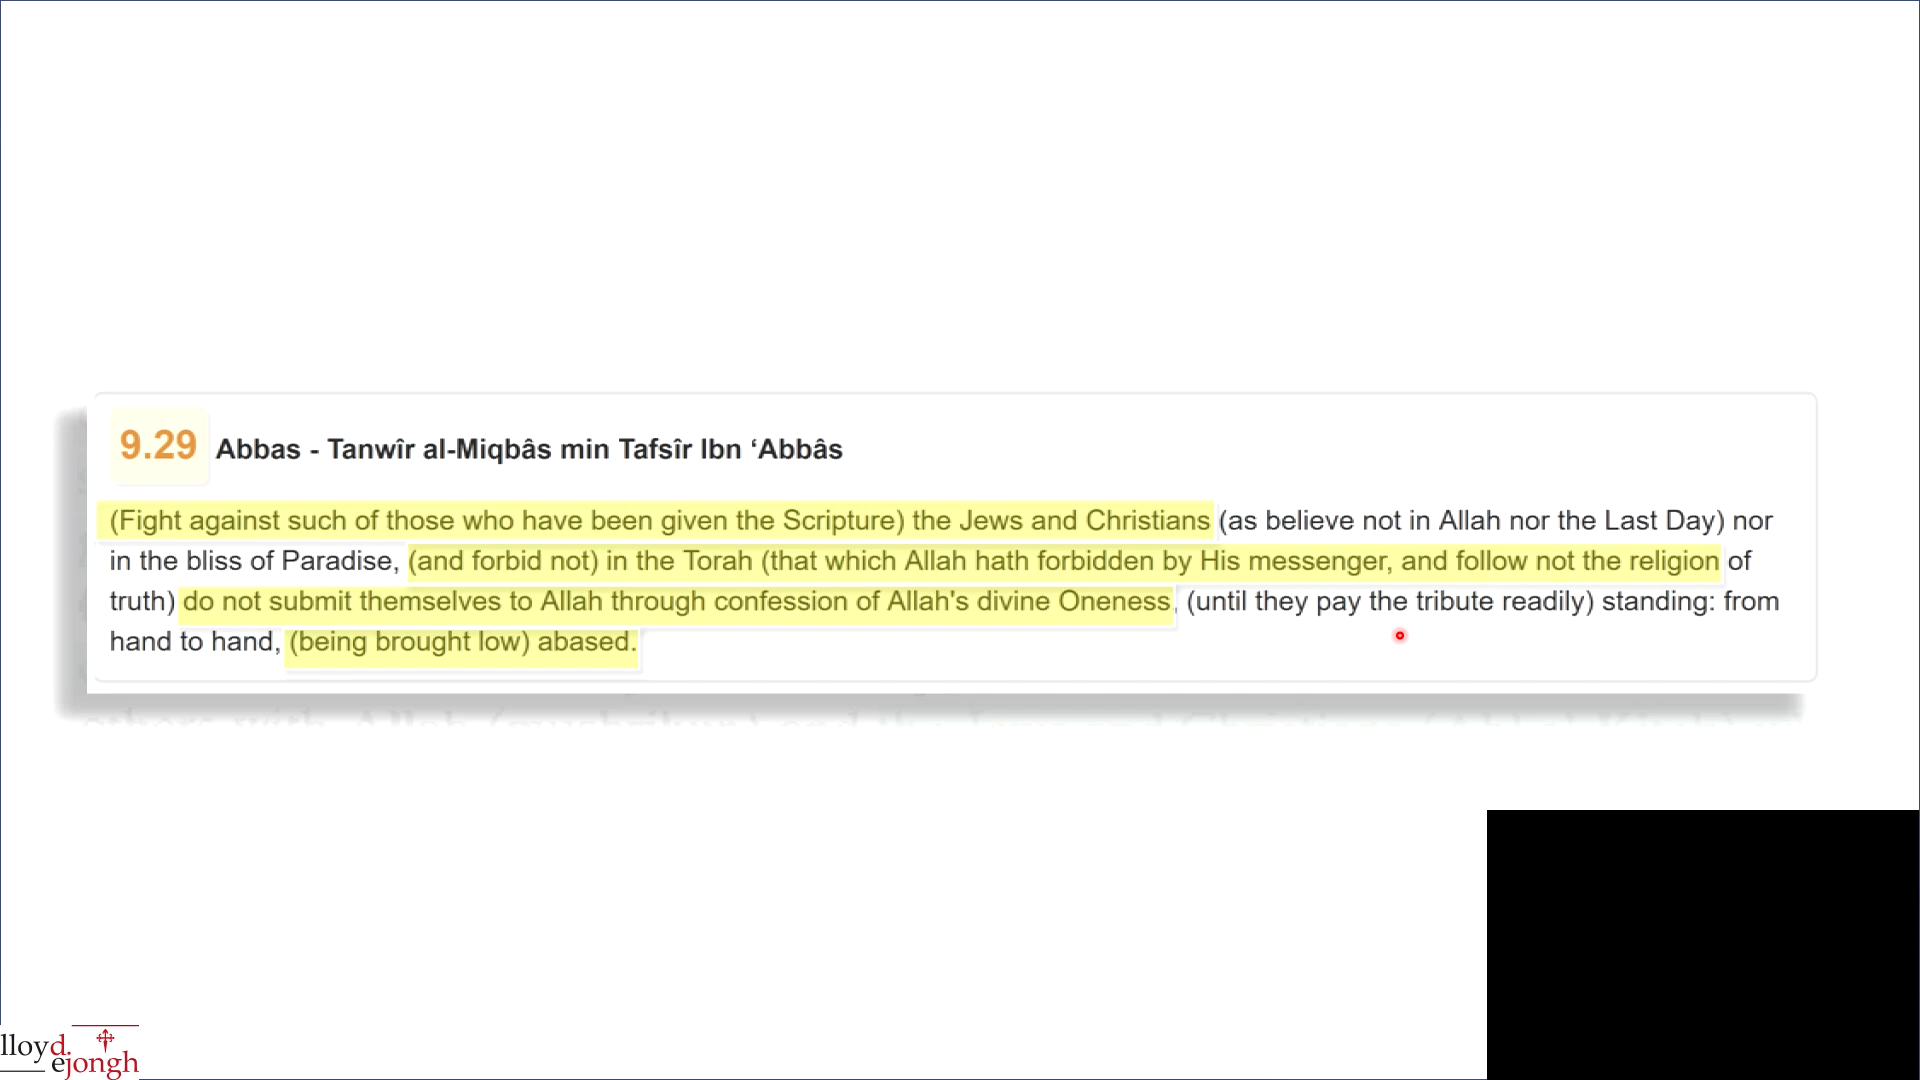 9.29 Abbas - Tanwîr al-Miqbâs min Tafsîr Ibn ‘Abbâs
(Fight against such of those who have been given the Scripture) the Jews and Christians (as believe not in Allah nor the Last Day) nor
in the bliss of Paradise, (and forbid not) in the Torah (that which Allah hath forbidden by His messenger, and follow not the religion of
truth) do not submit themselves to Allah through confession of Allah's divine Oneness, (until they pay the tribute readily) standing: from
hand to hand, (being brought low) abased.
lloyd.
ejongh